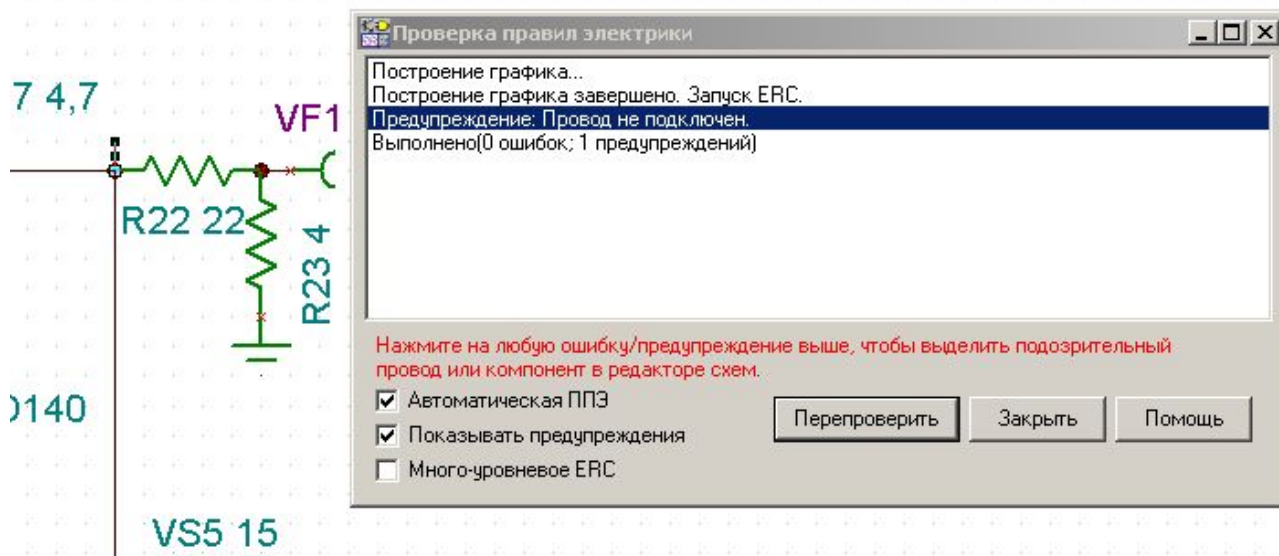 Проверка правил электрики
Построение графика...
Построение графика завершено. Запуск ERC.
Предупреждение: Провод не подключен.
Выполнено(0 ошибок; 1 предупреждений)
7 4,7
VF1
R22 22
R23 4
Нажмите на любую ошибку/предупреждение выше, чтобы выделить подозрительный
провод или компонент в редакторе схем.
Автоматическая ППЭ
Показывать предупреждения
Много-уровневое ERC
Перепроверить
Закрыть
Помощь
140
VS5 15